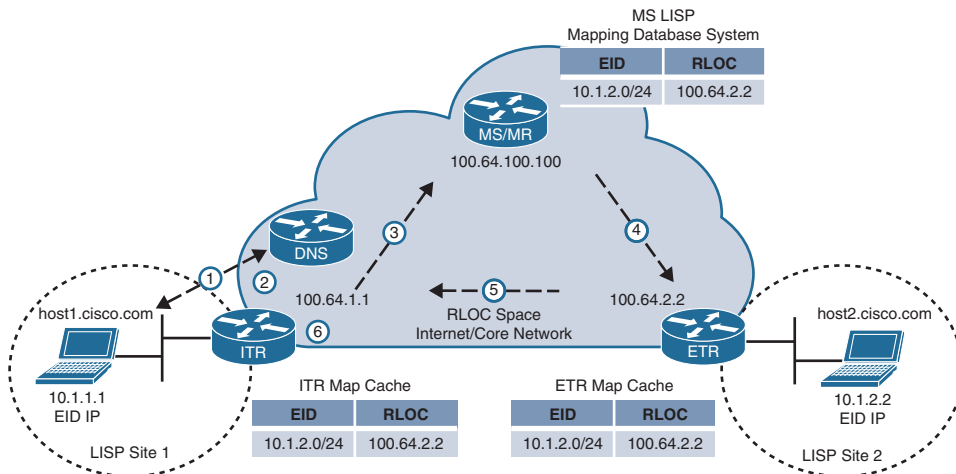 MS LISP
Mapping Database System
EID RLOC
10.1.2.0/24 100.64.2.2
MS/MR
100.64.100.100
3
4
DNS
1
2
100.64.1.1
5
100.64.2.2
RLOC Space
Internet/Core Network
host1.cisco.com
host2.cisco.com
6
ITR
ETR
10.1.1.1
EID IP
10.1.2.2
EID IP
ITR Map Cache
EID RLOC
10.1.2.0/24 100.64.2.2
ETR Map Cache
EID RLOC
10.1.2.0/24 100.64.2.2
LISP Site 1
LISP Site 2